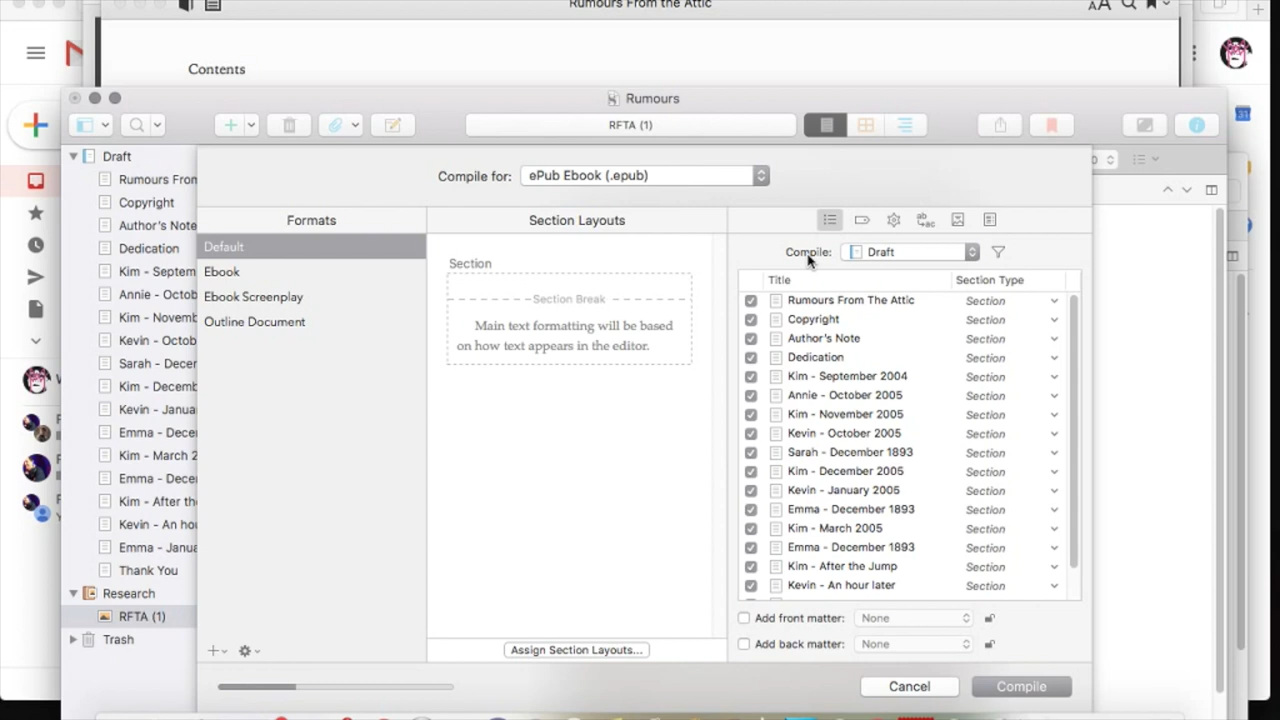 Rumours From the Attic
Contents
Rumours
RFTA (1)
Draft
Rumours From
Copyright
Author's Note
Dedication
Kim - Septem
Annie - Octob
Kim - Novemb
Kevin - Octob
Sarah - Decer
Kim - Decemb
Kevin - Janua
Emma - Dece
Kim - March 2
Emma - Dece
Kim - After the
Kevin - An hou
Emma - Janua
Thank You
Research
RFTA (1)
Trash
Compile for: ePub Ebook (.epub)
Formats
Default
Ebook
Ebook Screenplay
Outline Document
Section Layouts
Section
Section Break
Main text formatting will be based
on how text appears in the editor.
Assign Section Layouts...
Compile: Draft
Title Section Type
Rumours From The Attic Section
Copyright Section
Author's Note Section
Dedication Section
Kim - September 2004 Section
Annie - October 2005 Section
Kim - November 2005 Section
Kevin - October 2005 Section
Sarah - December 1893 Section
Kim - December 2005 Section
Kevin - January 2005 Section
Emma - December 1893 Section
Kim - March 2005 Section
Emma - December 1893 Section
Kim - After the Jump Section
Kevin - An hour later Section
Add front matter: None
Add back matter: None
Cancel Compile